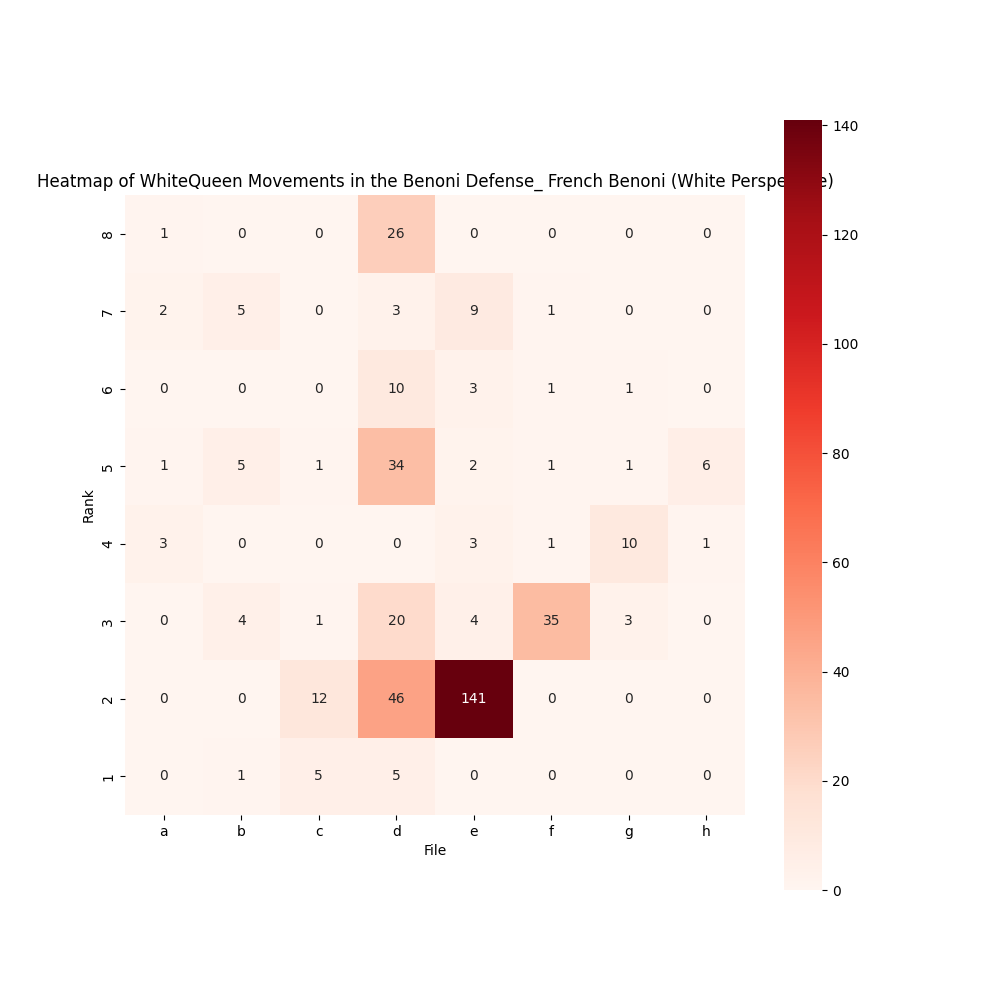 Heatmap of WhiteQueen Movements in the Benoni Defense_ French Benoni (White Perspe e)
8 1 0 0 26 0 0 0 0
7 2 5 0 3 9 1 0 0
6 0 0 0 10 3 1 1 0
5 1 5 1 34 2 1 1 6
4 3 0 0 0 3 1 10 1
3 0 4 1 20 4 35 3 0
2 0 0 12 46 141 0 0 0
1 0 1 5 5 0 0 0 0
a b c d e f g h
Rank
File
140
120
100
80
60
40
20
0